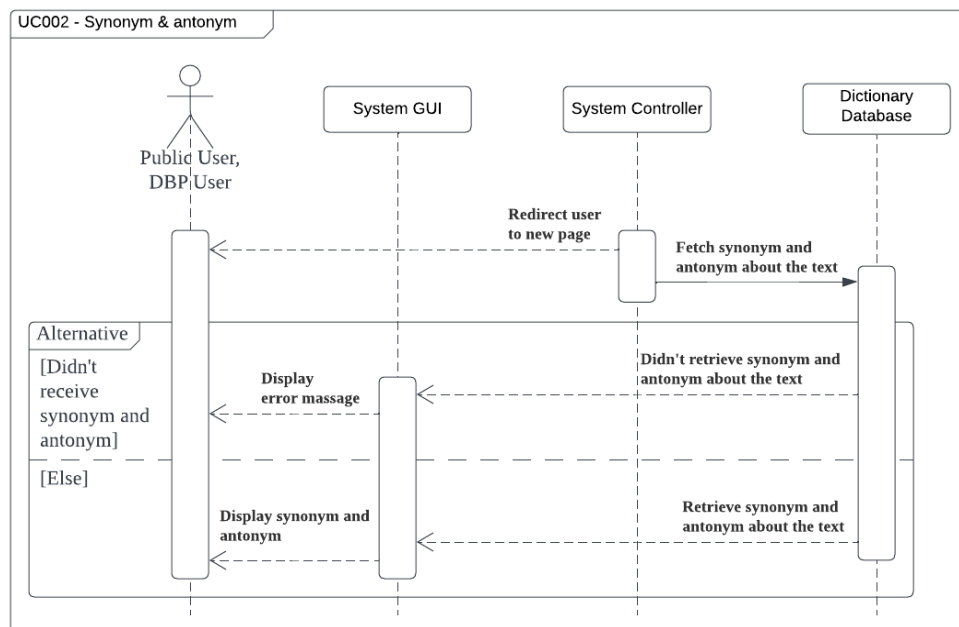 UC002 - Synonym & antonym
System GUI
System Controller
Dictionary
Database
Public User,
DBP User
Redirect user
to new page
Fetch synonym and
antonym about the text
Alternative
[Didn't
receive
synonym and
antonym]
Didn't retrieve synonym and
antonym about the text
Display
error massage
[Else]
Retrieve synonym and
antonym about the text
Display synonym and
antonym